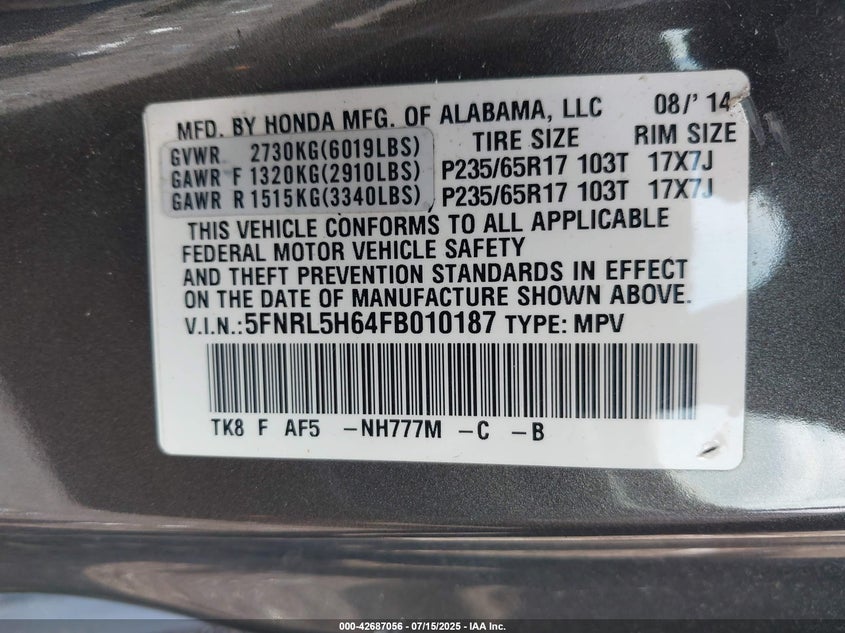 MFD. BY HONDA MFG. OF ALABAMA, LLC 08/'14
GVWR 2730KG(6019LBS) TIRE SIZE RIM SIZE
GAWR F 1320KG(2910LBS) P235/65R17 103T 17X7J
GAWR R 1515KG(3340LBS) P235/65R17 103T 17X7J
THIS VEHICLE CONFORMS TO ALL APPLICABLE
FEDERAL MOTOR VEHICLE SAFETY
AND THEFT PREVENTION STANDARDS IN EFFECT
ON THE DATE OF MANUFACTURE SHOWN ABOVE.
V.I.N.:5FNRL5H64FB010187 TYPE: MPV
TK8 F AF5 -NH777M -C -B
000-42687056 / 07/15/2025 - IAA Inc.